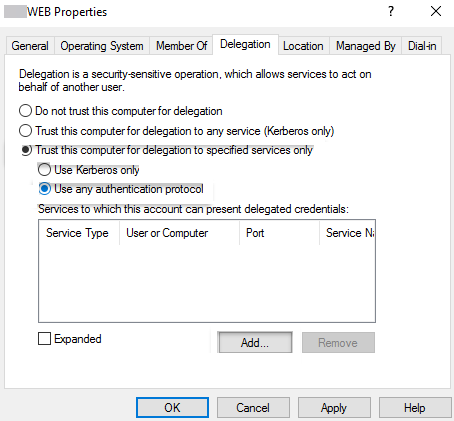 WEB Properties
?
General Operating System Member Of Delegation Location Managed By Dial-in
Delegation is a security-sensitive operation, which allows services to act on
behalf of another user.
Do not trust this computer for delegation
Trust this computer for delegation to any service (Kerberos only)
Trust this computer for delegation to specified services only
Use Kerberos only
Use any authentication protocol
Services to which this account can present delegated credentials:
Service Type User or Computer Port Service Na
Expanded
Add... Remove
OK Cancel Apply Help